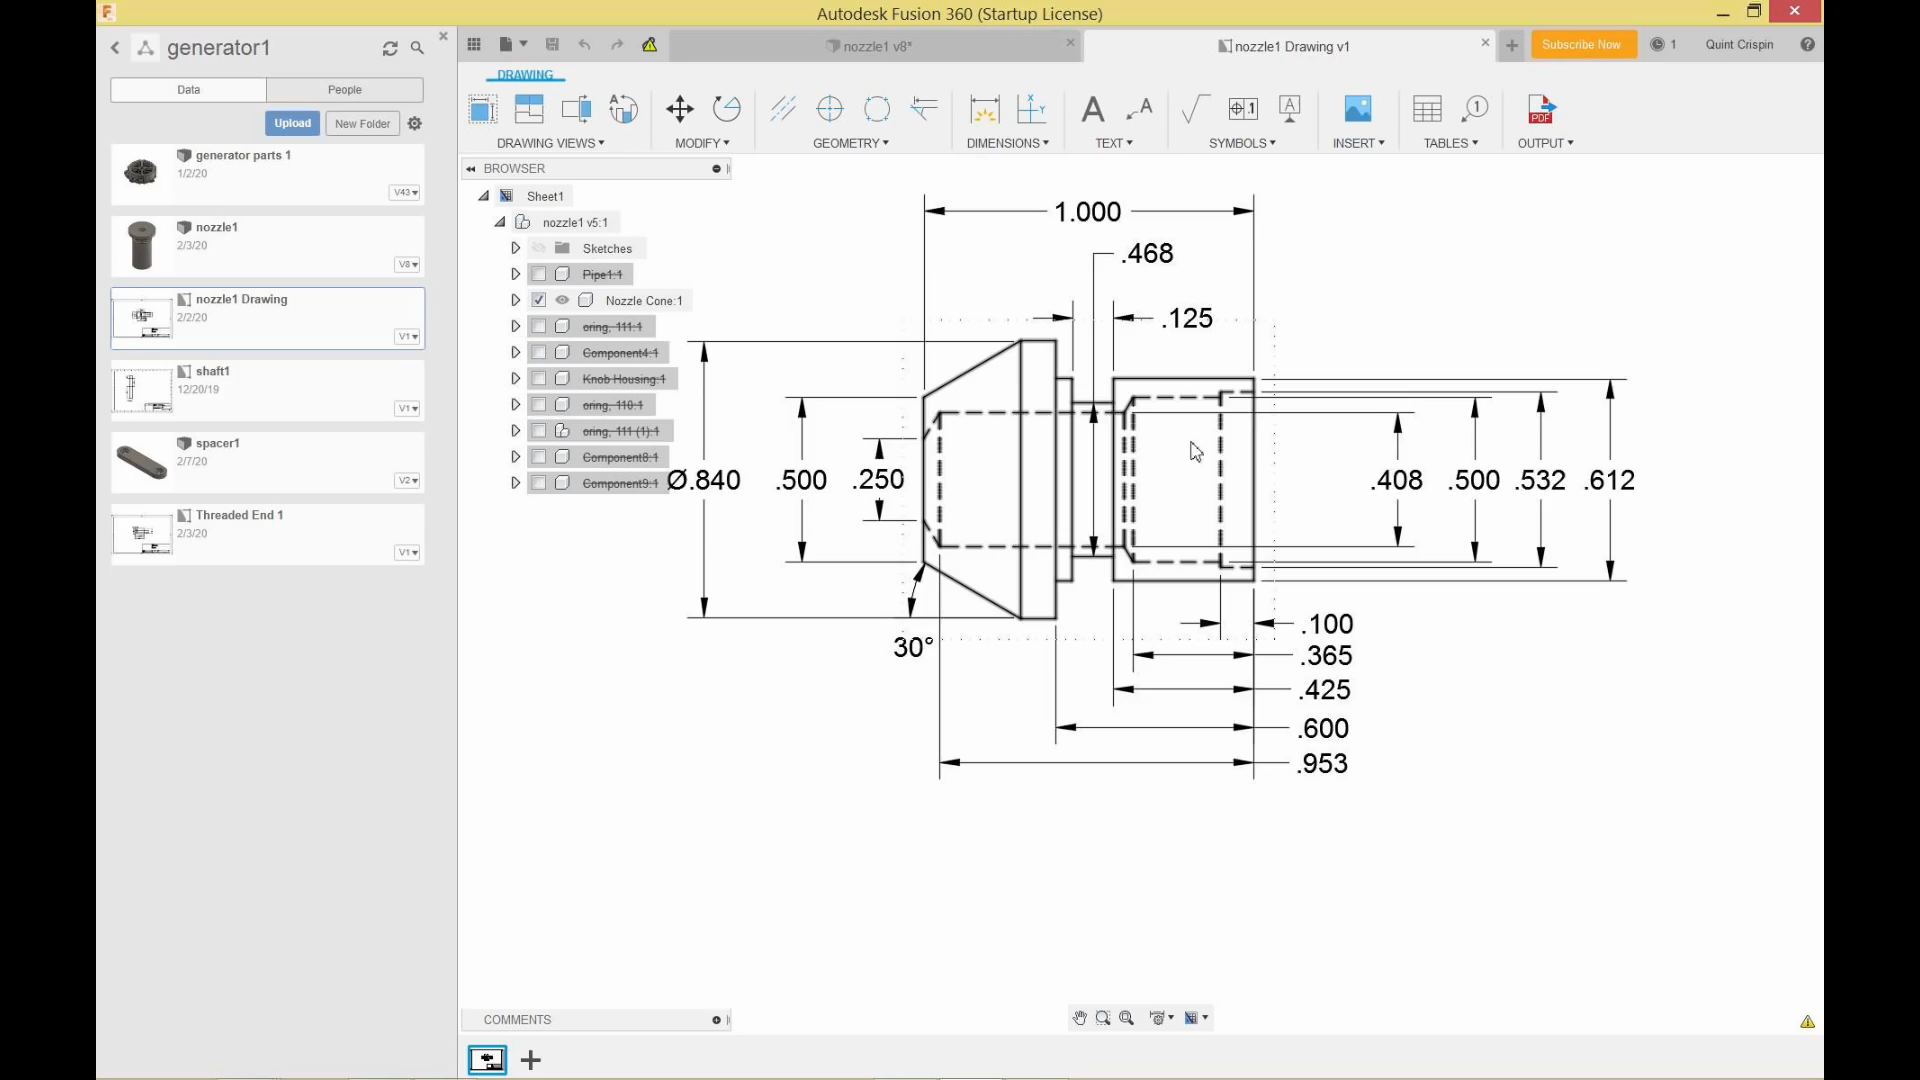 Autodesk Fusion 360 (Startup License)
generator1
Data
People
Upload
New Folder
generator parts 1
1/2/20
V43
nozzle1
2/3/20
V8
nozzle1 Drawing
2/2/20
V1
shaft1
12/20/19
V1
spacer1
2/7/20
V2
Threaded End 1
2/3/20
V1
nozzle1 v8*
nozzle1 Drawing v1
Subscribe Now
1
Quint Crispin
DRAWING
DRAWING VIEWS
MODIFY
GEOMETRY
DIMENSIONS
TEXT
SYMBOLS
INSERT
TABLES
OUTPUT
PDF
BROWSER
Sheet1
nozzle1 v5:1
Sketches
Pipe1:1
Nozzle Cone:1
oring, 111:1
Component4:1
Knob Housing:1
oring, 110:1
oring, 111 (1):1
Component8:1
Component9:1
1.000
.468
.125
Ø.840
.500
.250
.408
.500
.532
.612
30°
.100
.365
.425
.600
.953
COMMENTS